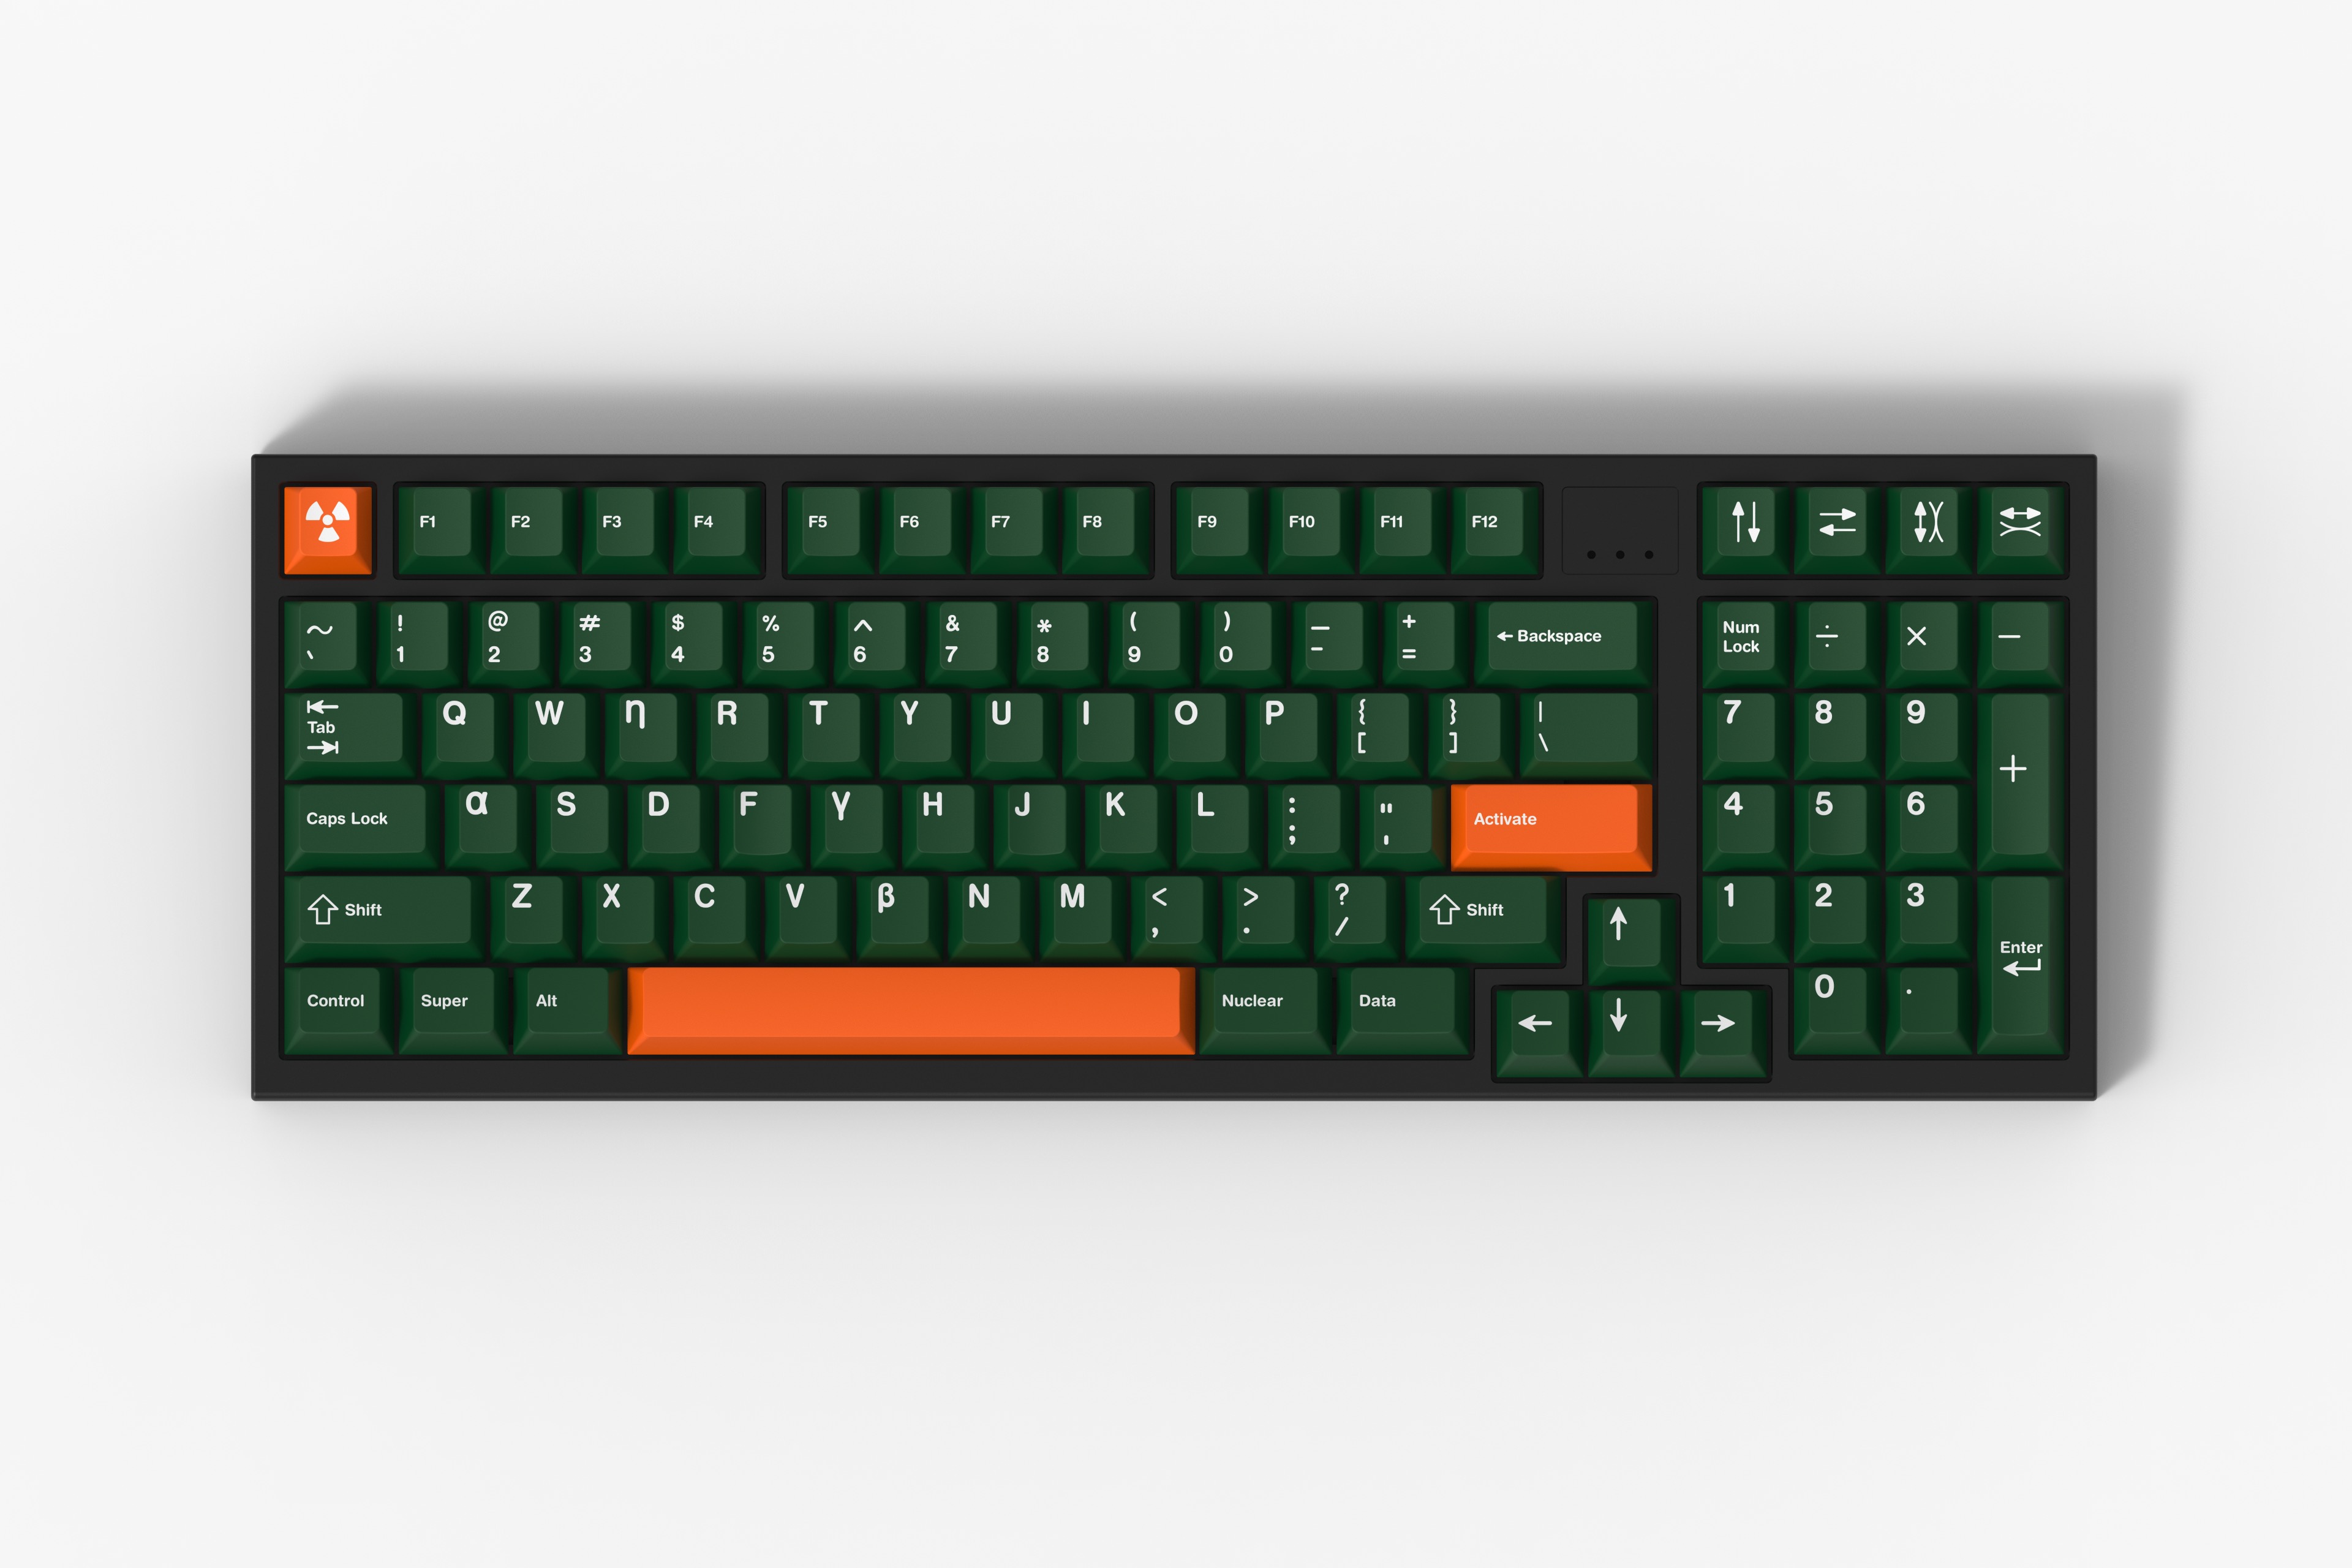 F1 F2 F3 F4 F5 F6 F7 F8 F9 F10 F11 F12
~ ! @ # $ % ^ & * ( ) _ +
` 1 2 3 4 5 6 7 8 9 0 - = ← Backspace
Num
Lock
÷ × −
Tab
Q W η R T Y U I O P { } |
[ ] \
7 8 9 +
Caps Lock α S D F γ H J K L : " Activate
; '
4 5 6
Shift Z X C V β N M < > ? Shift
, . /
↑
1 2 3
Enter
Control Super Alt Nuclear Data
← ↓ →
0 .